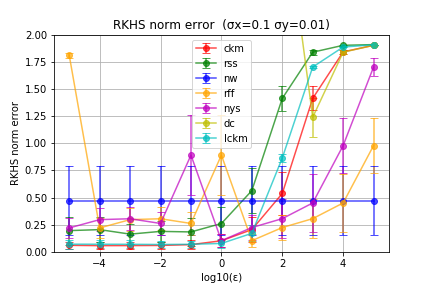 RKHS norm error (σx=0.1 σy=0.01)
2.00
1.75
1.50
1.25
1.00
0.75
0.50
0.25
0.00
RKHS norm error
ckm
rss
nw
rff
nys
dc
lckm
−4
−2
0
2
4
log10(ε)